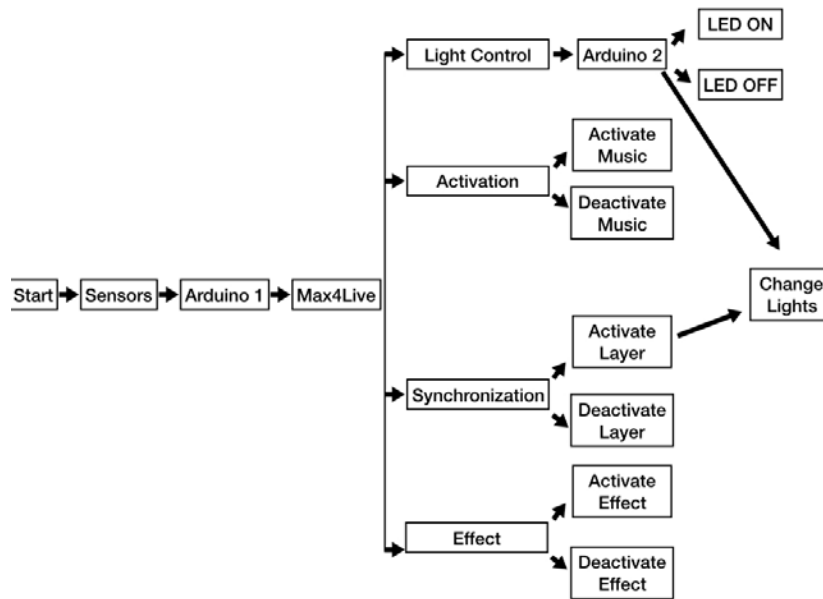 LED ON
Light Control
Arduino 2
LED OFF
Activate
Music
Activation
Deactivate
Music
Start
Sensors
Arduino 1
Max4Live
Change
Lights
Activate
Layer
Synchronization
Deactivate
Layer
Activate
Effect
Effect
Deactivate
Effect